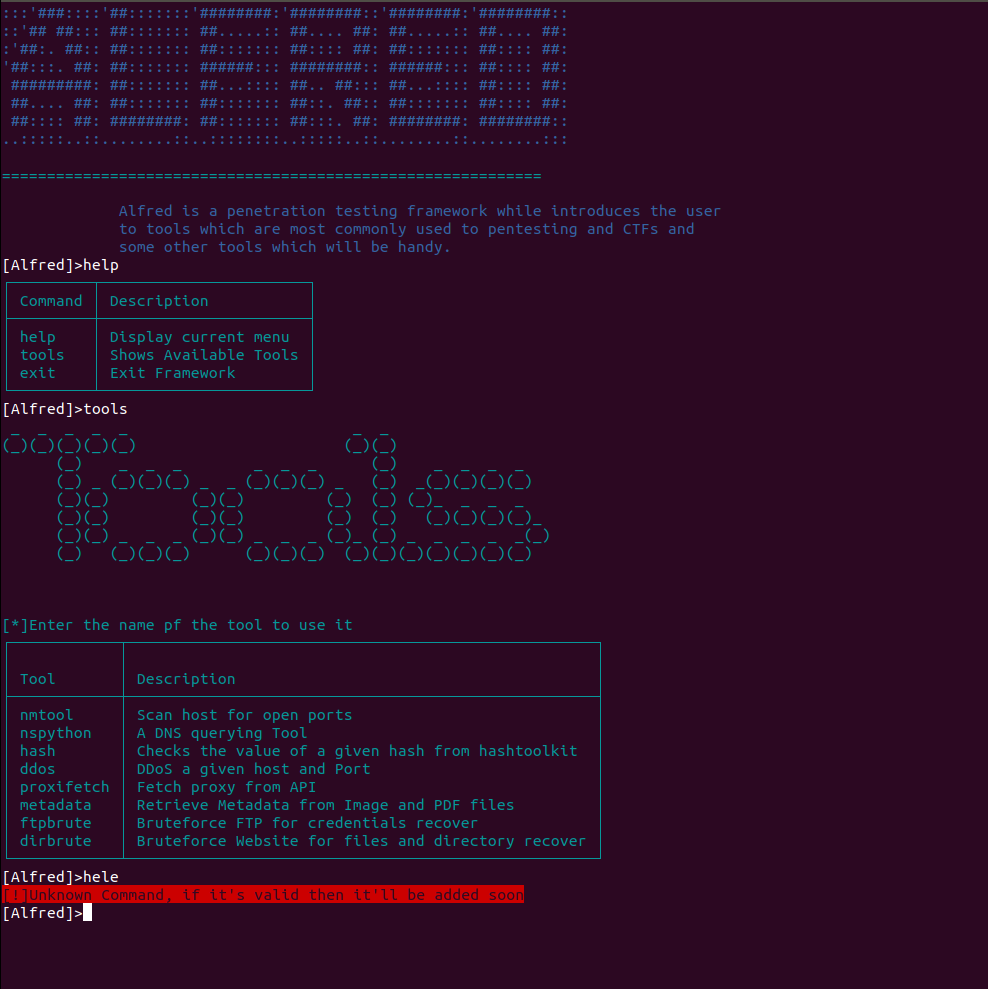 ALFRED
Alfred is a penetration testing framework while introduces the user
to tools which are most commonly used to pentesting and CTFs and
some other tools which will be handy.
[Alfred]>help
Command Description
help Display current menu
tools Shows Available Tools
exit Exit Framework
[Alfred]>tools
Tools
[*]Enter the name pf the tool to use it
Tool Description
nmtool Scan host for open ports
nspython A DNS querying Tool
hash Checks the value of a given hash from hashtoolkit
ddos DDoS a given host and Port
proxifetch Fetch proxy from API
metadata Retrieve Metadata from Image and PDF files
ftpbrute Bruteforce FTP for credentials recover
dirbrute Bruteforce Website for files and directory recover
[Alfred]>hele
[!]Unknown Command, if it's valid then it'll be added soon
[Alfred]>